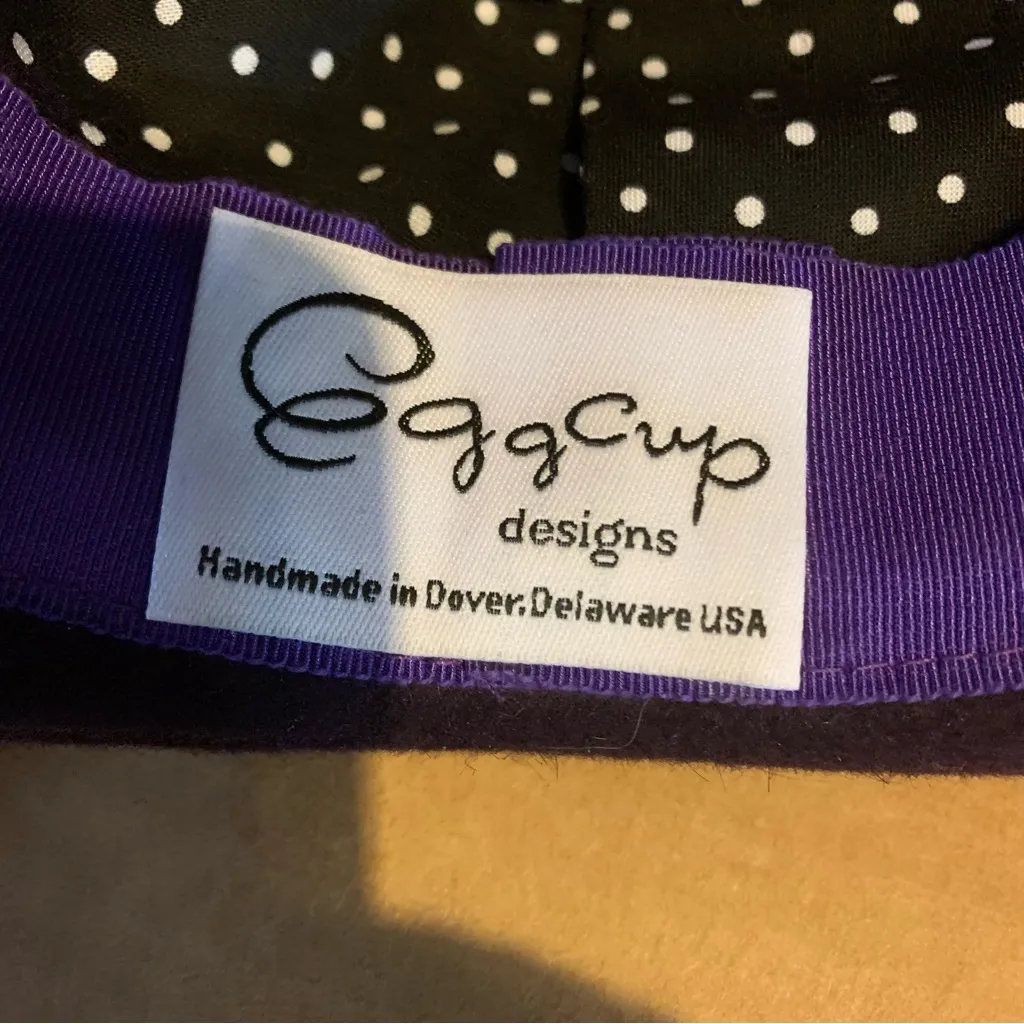 EggCup
designs
Handmade in Dover.Delaware USA